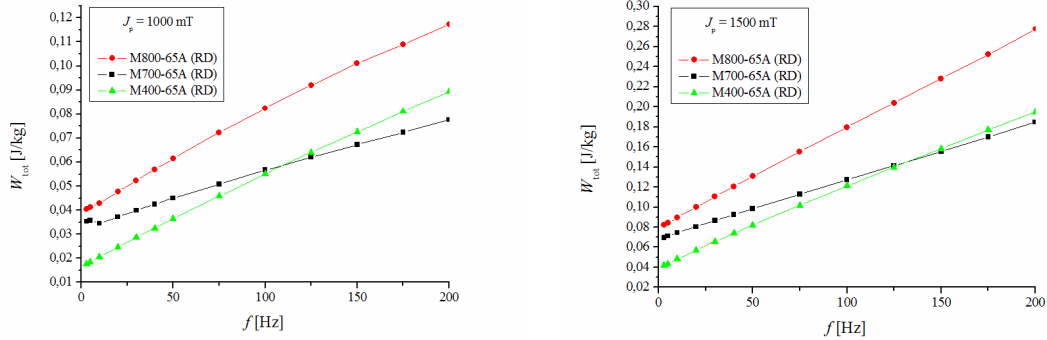 J_p = 1000 mT
M800-65A (RD)
M700-65A (RD)
M400-65A (RD)
0,13
0,12
0,11
0,10
0,09
0,08
0,07
0,06
0,05
0,04
0,03
0,02
0,01
W_tot [J/kg]
0 50 100 150 200
f [Hz]
J_p = 1500 mT
M800-65A (RD)
M700-65A (RD)
M400-65A (RD)
0,30
0,28
0,26
0,24
0,22
0,20
0,18
0,16
0,14
0,12
0,10
0,08
0,06
0,04
0,02
W_tot [J/kg]
0 50 100 150 200
f [Hz]